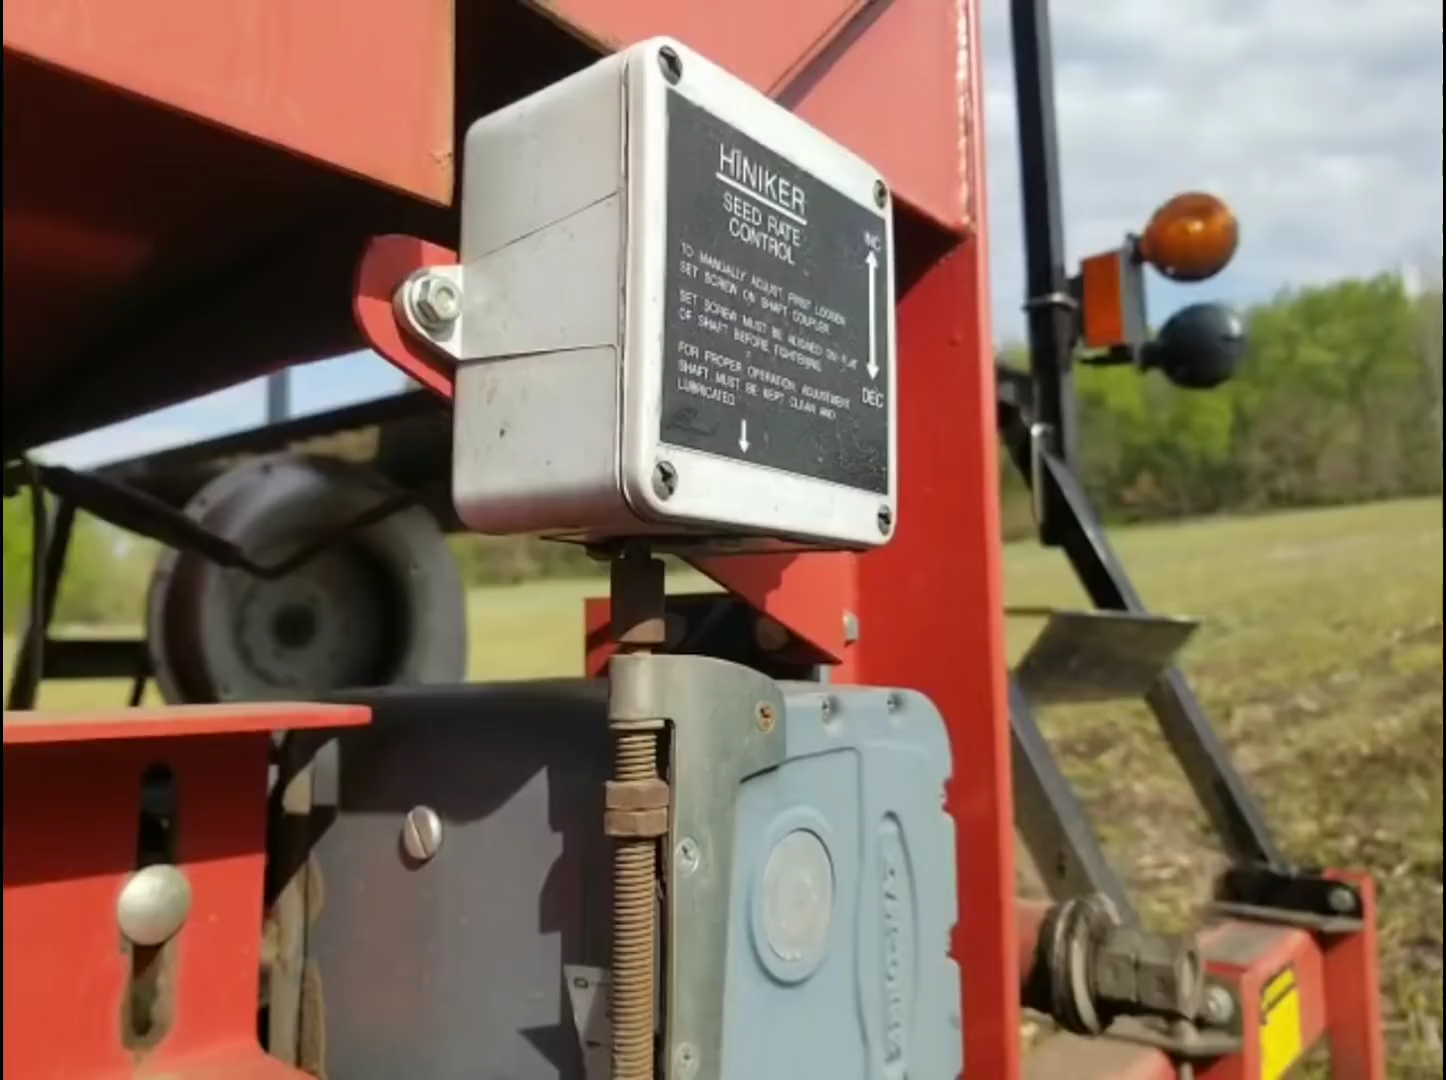 HINIKER
SEED RATE
CONTROL
INC
TO MANUALLY ADJUST, FIRST LOOSEN
SET SCREW ON SHAFT COUPLER.
SET SCREW MUST BE ALIGNED ON FLAT
OF SHAFT BEFORE TIGHTENING.
FOR PROPER OPERATION, ADJUSTMENT
SHAFT MUST BE KEPT CLEAN AND
LUBRICATED.
DEC